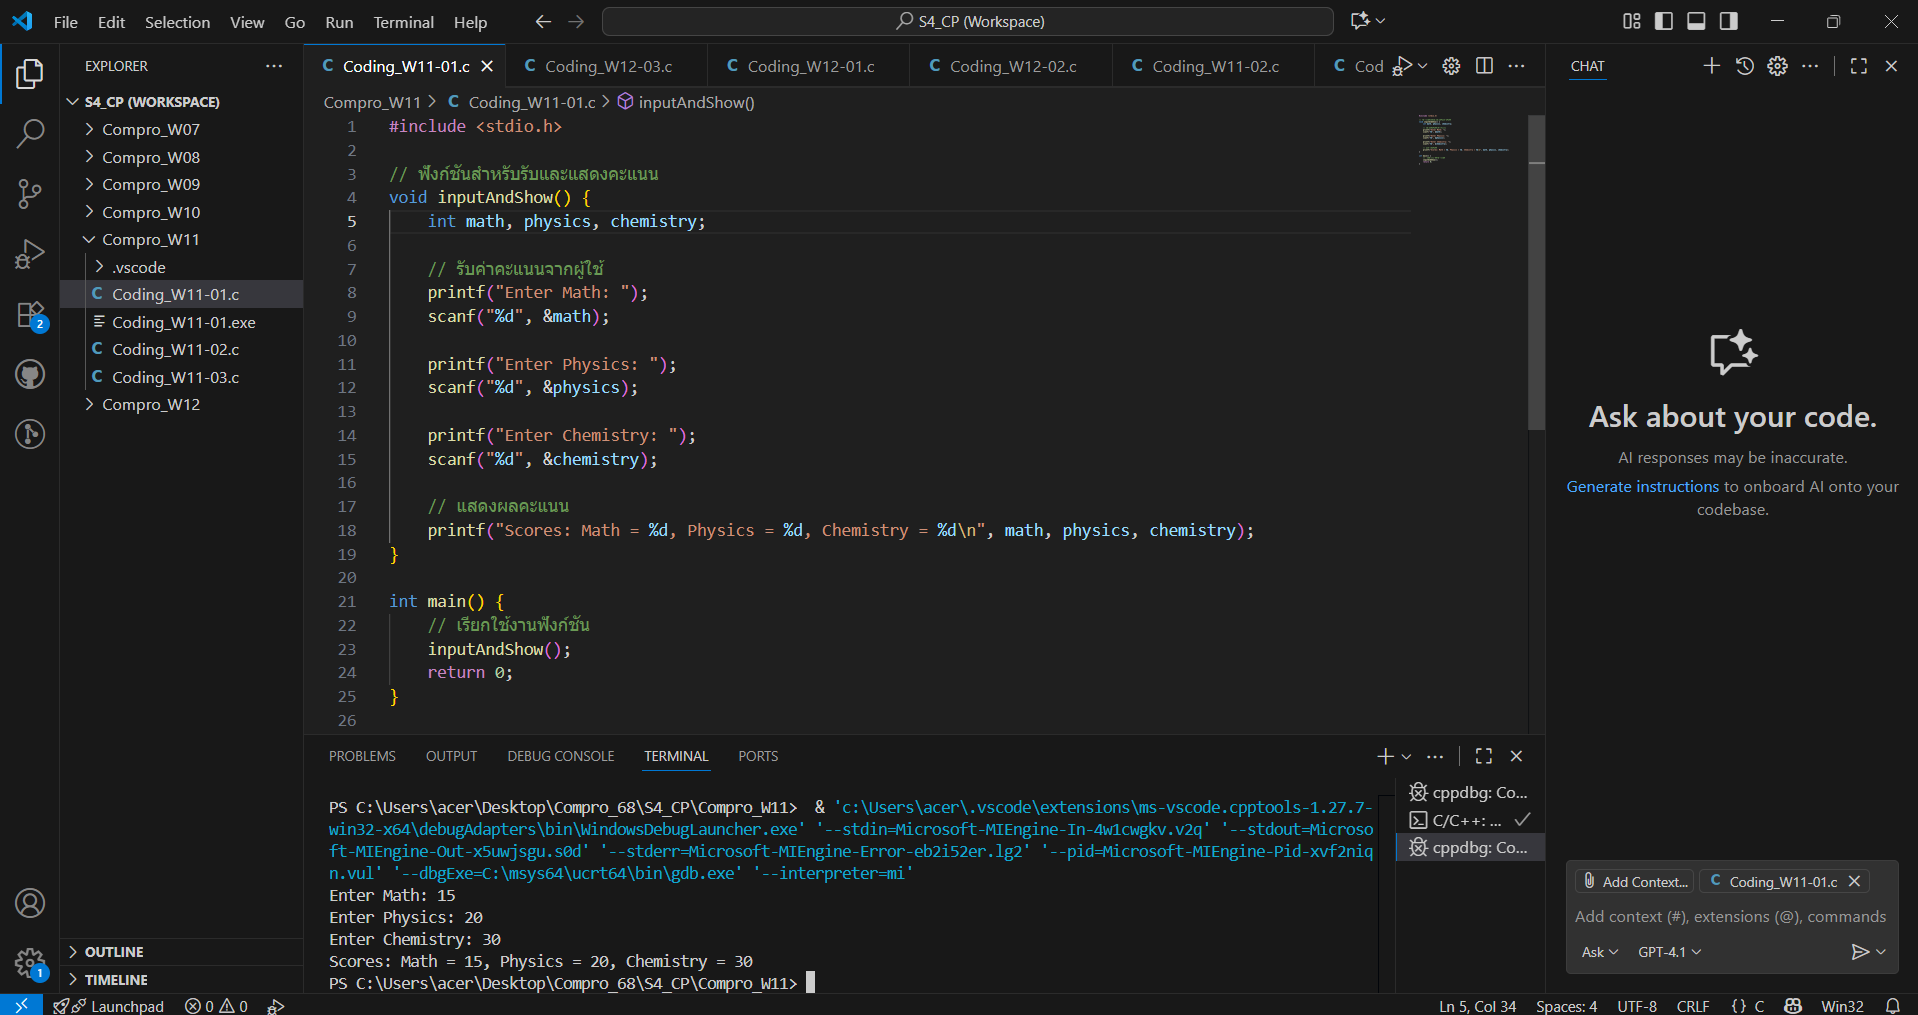 File Edit Selection View Go Run Terminal Help
S4_CP (Workspace)
EXPLORER
S4_CP (WORKSPACE)
Compro_W07
Compro_W08
Compro_W09
Compro_W10
Compro_W11
.vscode
Coding_W11-01.c
Coding_W11-01.exe
Coding_W11-02.c
Coding_W11-03.c
Compro_W12
OUTLINE
TIMELINE
2
1
Coding_W11-01.c Coding_W12-03.c Coding_W12-01.c Coding_W12-02.c Coding_W11-02.c Cod
Compro_W11 > C Coding_W11-01.c > inputAndShow()
1 #include <stdio.h>
2
3 // ฟังก์ชันสำหรับรับและแสดงคะแนน
4 void inputAndShow() {
5 int math, physics, chemistry;
6
7 // รับค่าคะแนนจากผู้ใช้
8 printf("Enter Math: ");
9 scanf("%d", &math);
10
11 printf("Enter Physics: ");
12 scanf("%d", &physics);
13
14 printf("Enter Chemistry: ");
15 scanf("%d", &chemistry);
16
17 // แสดงผลคะแนน
18 printf("Scores: Math = %d, Physics = %d, Chemistry = %d\n", math, physics, chemistry);
19 }
20
21 int main() {
22 // เรียกใช้งานฟังก์ชัน
23 inputAndShow();
24 return 0;
25 }
26
PROBLEMS OUTPUT DEBUG CONSOLE TERMINAL PORTS
PS C:\Users\acer\Desktop\Compro_68\S4_CP\Compro_W11>  & 'c:\Users\acer\.vscode\extensions\ms-vscode.cpptools-1.27.7-
win32-x64\debugAdapters\bin\WindowsDebugLauncher.exe' '--stdin=Microsoft-MIEngine-In-4w1cwgkv.v2q' '--stdout=Microso
ft-MIEngine-Out-x5uwjsgu.s0d' '--stderr=Microsoft-MIEngine-Error-eb2i52er.lg2' '--pid=Microsoft-MIEngine-Pid-xvf2niq
n.vul' '--dbgExe=C:\msys64\ucrt64\bin\gdb.exe' '--interpreter=mi'
Enter Math: 15
Enter Physics: 20
Enter Chemistry: 30
Scores: Math = 15, Physics = 20, Chemistry = 30
PS C:\Users\acer\Desktop\Compro_68\S4_CP\Compro_W11>
cppdbg: Co...
C/C++: ...
cppdbg: Co...
CHAT
Ask about your code.
AI responses may be inaccurate.
Generate instructions to onboard AI onto your
codebase.
Add Context... C Coding_W11-01.c
Add context (#), extensions (@), commands
Ask GPT-4.1
Launchpad 0 0 Ln 5, Col 34 Spaces: 4 UTF-8 CRLF {} C Win32